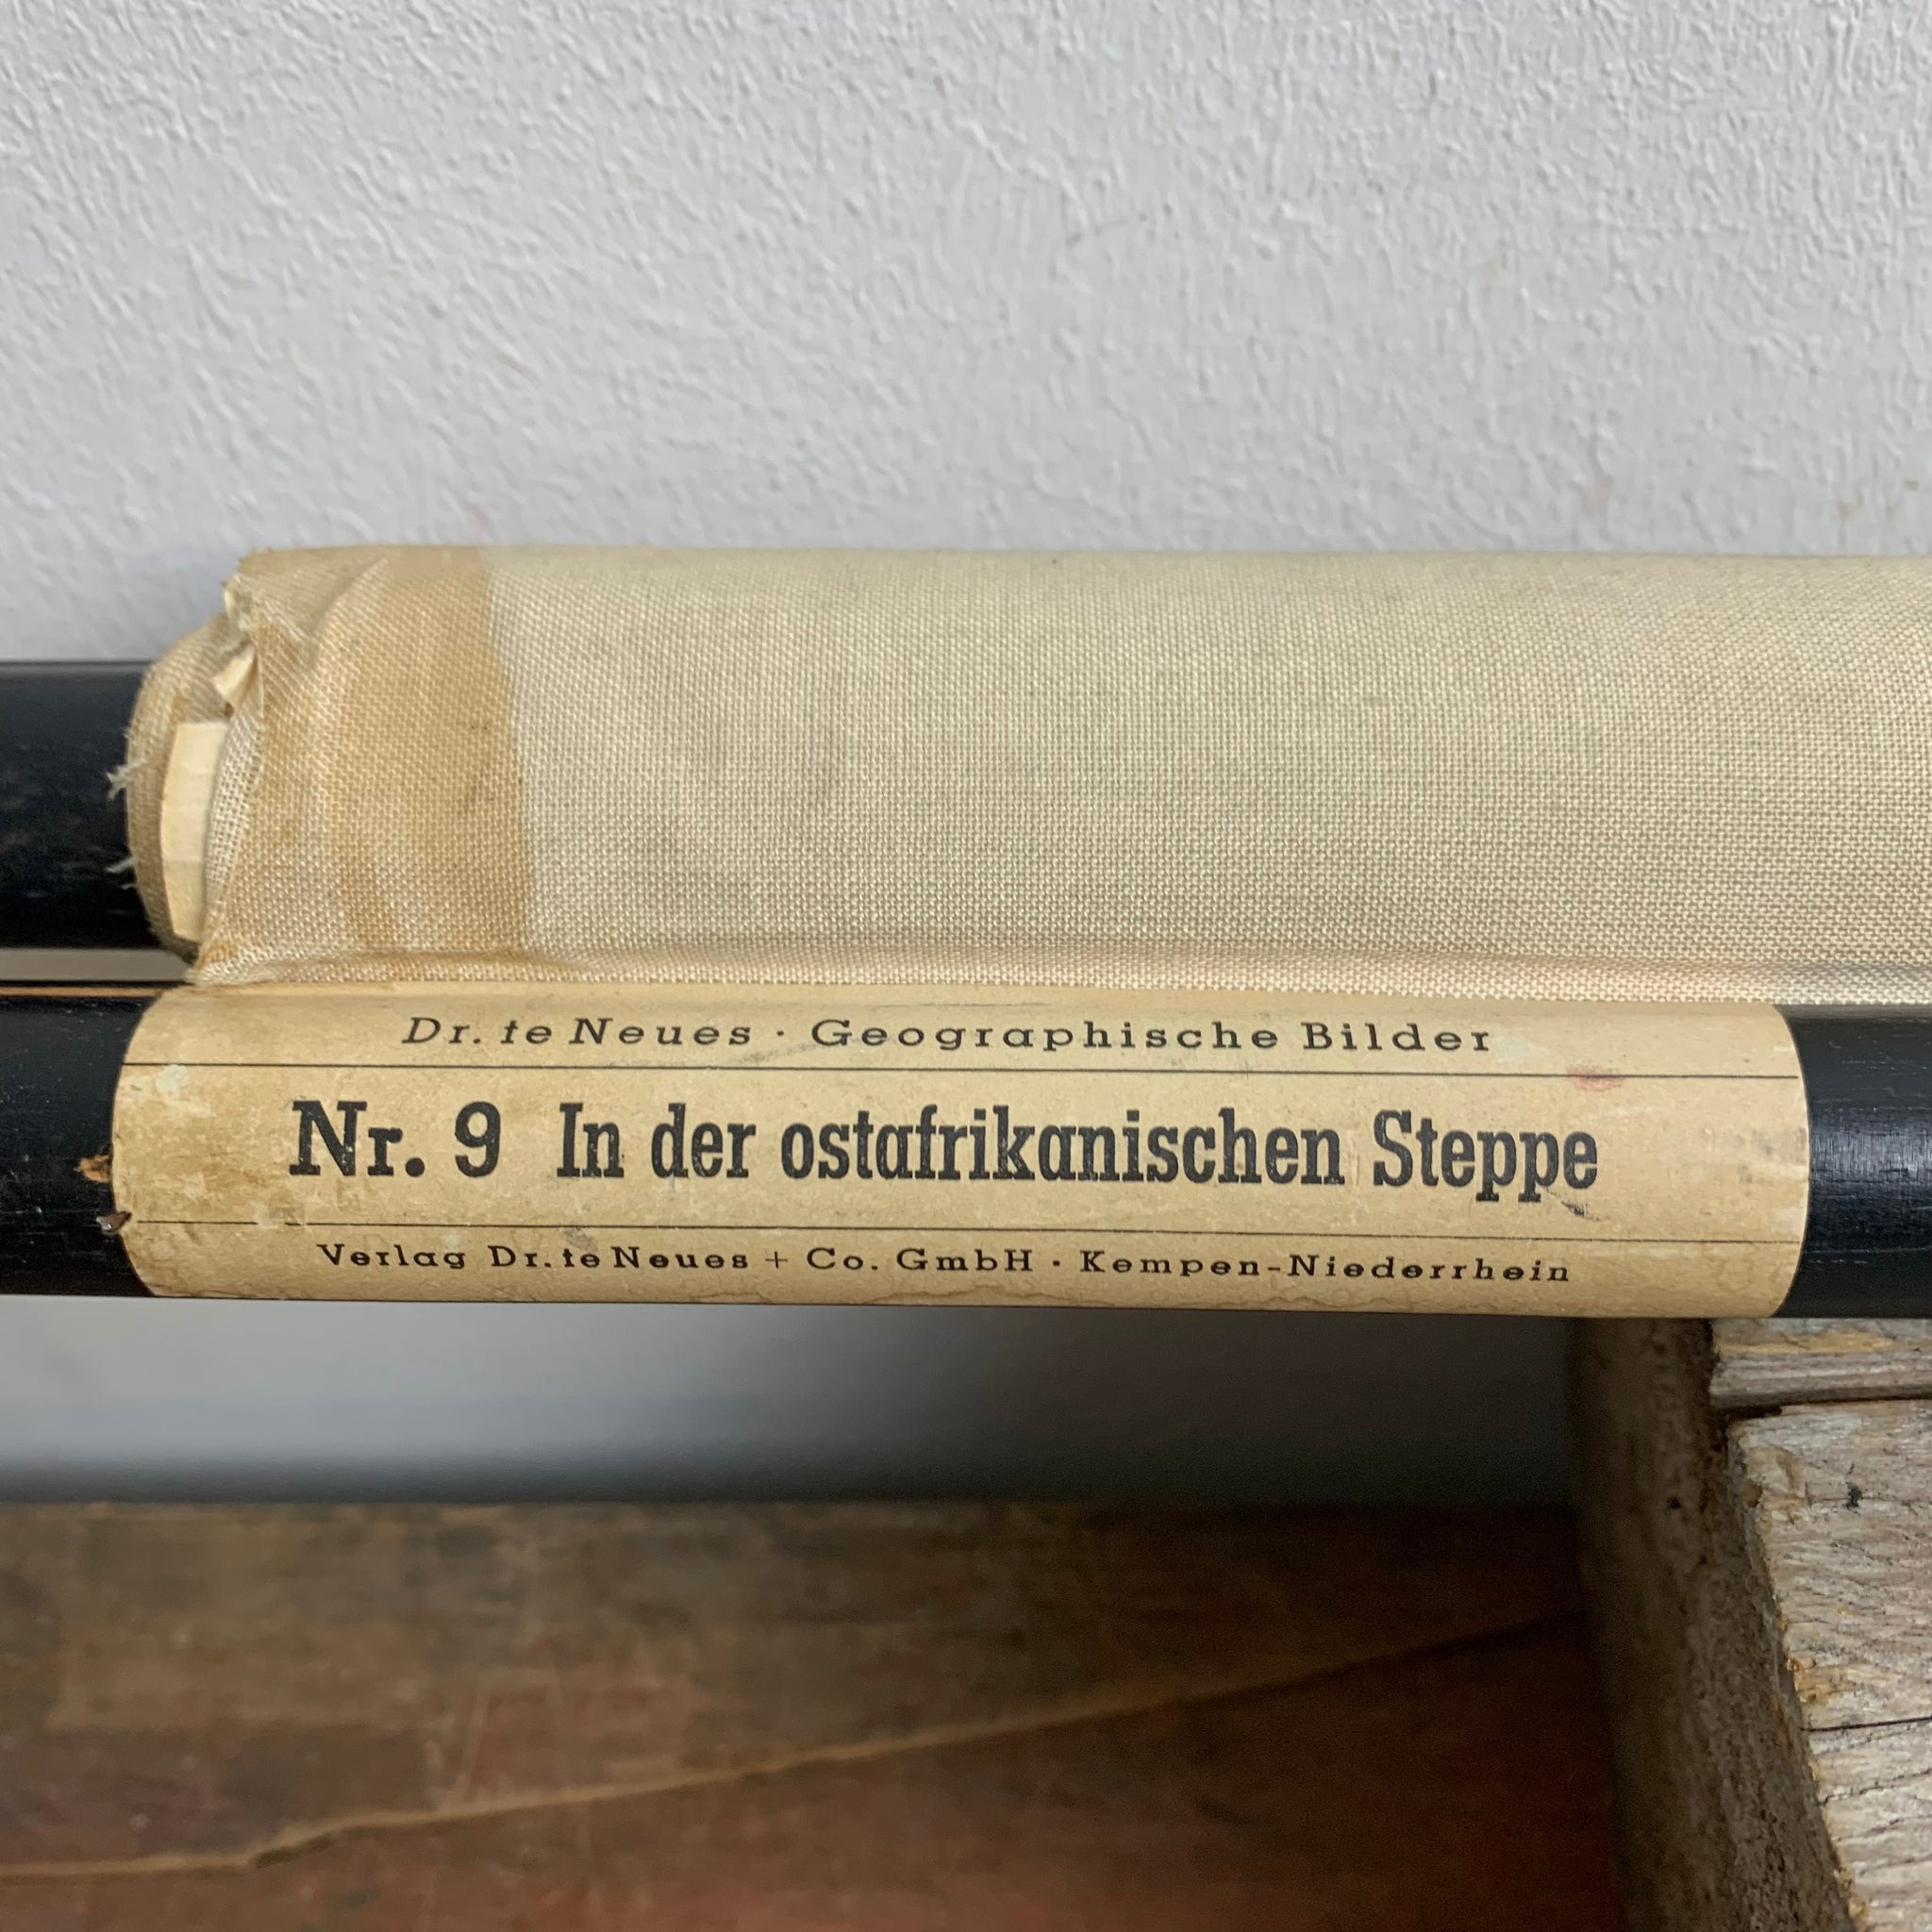 Dr. te Neues · Geographische Bilder
Nr. 9 In der ostafrikanischen Steppe
Verlag Dr. te Neues + Co. GmbH · Kempen-Niederrhein